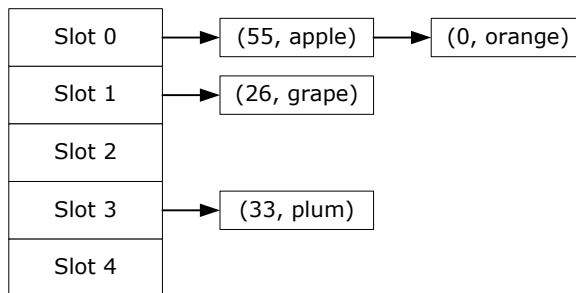 Slot 0 (55, apple) (0, orange)
Slot 1 (26, grape)
Slot 2
Slot 3 (33, plum)
Slot 4